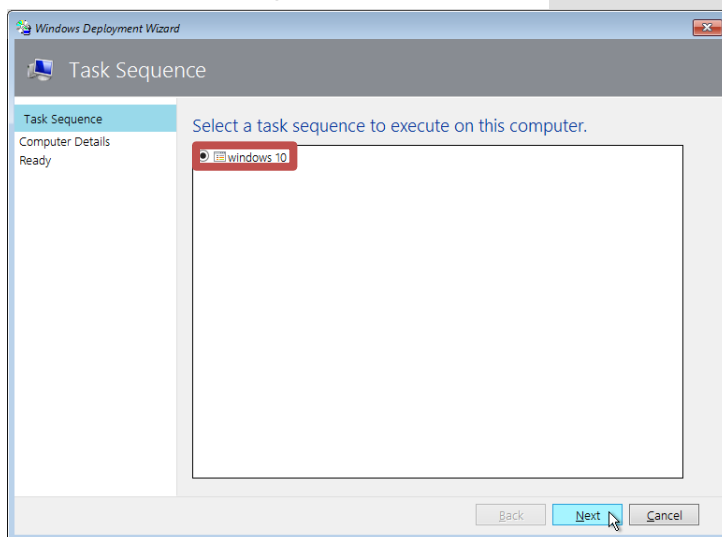 Windows Deployment Wizard
Task Sequence
Task Sequence
Computer Details
Ready
Select a task sequence to execute on this computer.
windows 10
Back Next Cancel